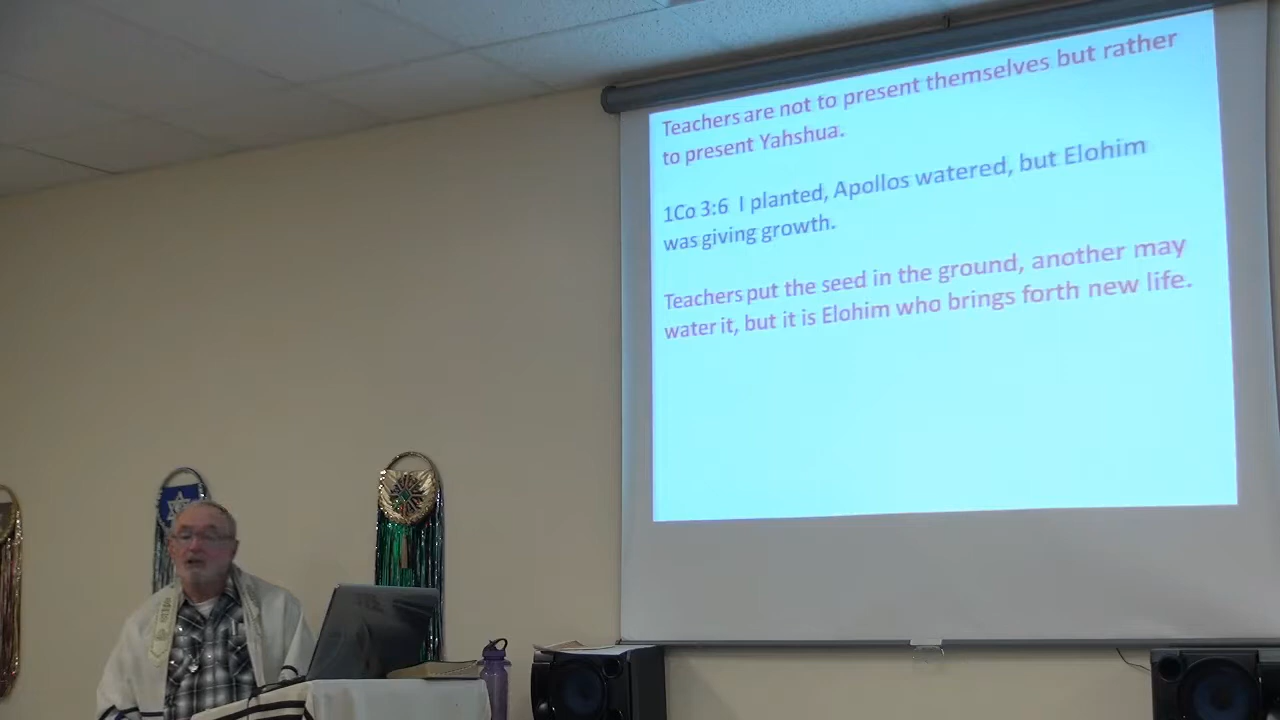 Teachers are not to present themselves but rather
to present Yahshua.
1Co 3:6 I planted, Apollos watered, but Elohim
was giving growth.
Teachers put the seed in the ground, another may
water it, but it is Elohim who brings forth new life.